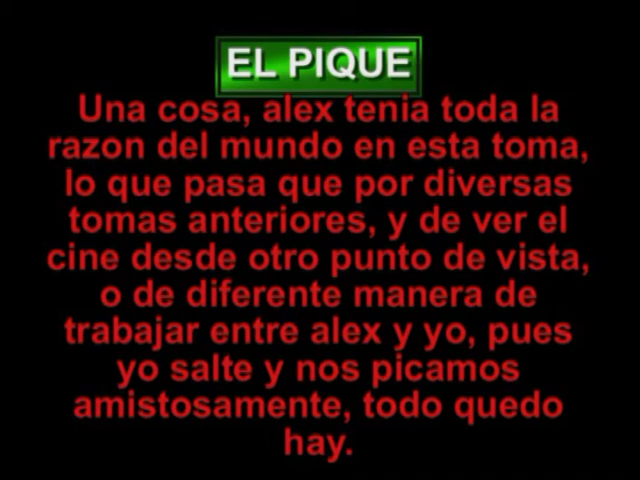 EL PIQUE
Una cosa, alex tenia toda la
razon del mundo en esta toma,
lo que pasa que por diversas
tomas anteriores, y de ver el
cine desde otro punto de vista,
o de diferente manera de
trabajar entre alex y yo, pues
yo salte y nos picamos
amistosamente, todo quedo
hay.